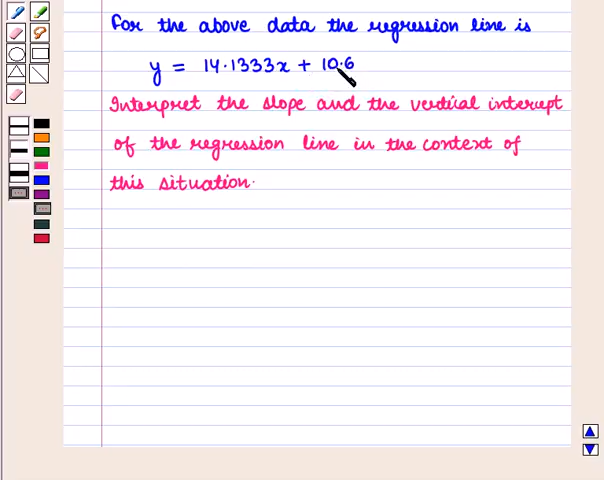 For the above data the regression line is
y = 14.1333x + 10.6
Interpret the slope and the vertical intercept
of the regression line in the context of
this situation.